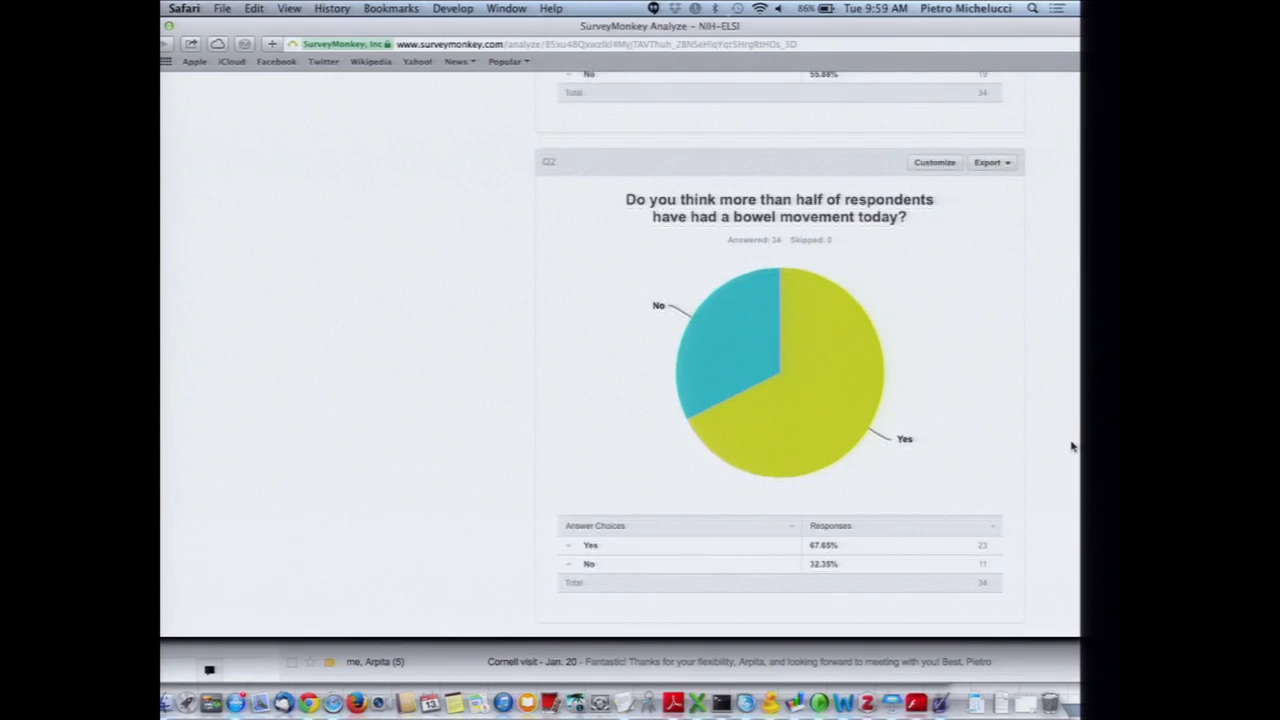 Safari File Edit View History Bookmarks Develop Window Help 86% Tue 9:59 AM Pietro Michelucci
SurveyMonkey Analyze – NIH-ELSI
SurveyMonkey, Inc www.surveymonkey.com/analyze/
Apple iCloud Facebook Twitter Wikipedia Yahoo! News Popular
No 55.88% 19
Total 34
Q2 Customize Export
Do you think more than half of respondents
have had a bowel movement today?
Answered: 34 Skipped: 0
No
Yes
Answer Choices Responses
Yes 67.65% 23
No 32.35% 11
Total 34
me, Arpita (5) Cornell visit - Jan. 20 - Fantastic! Thanks for your flexibility, Arpita, and looking forward to meeting with you! Best, Pietro
13